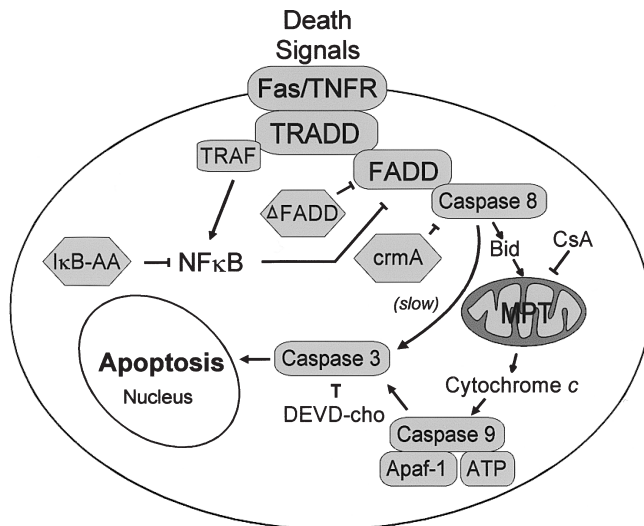 Death
Signals
Fas/TNFR
TRADD
TRAF
FADD
ΔFADD
Caspase 8
IκB-AA
NFκB
crmA
Bid
CsA
(slow)
MPT
Apoptosis
Nucleus
Caspase 3
DEVD-cho
Cytochrome c
Caspase 9
Apaf-1
ATP